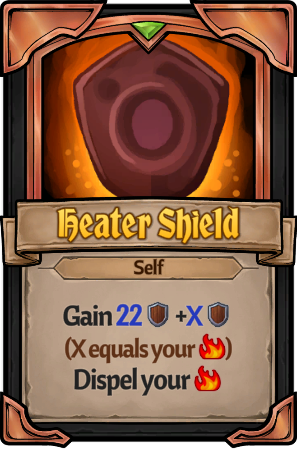 Heater Shield
Self
Gain 22 +X
(X equals your )
Dispel your